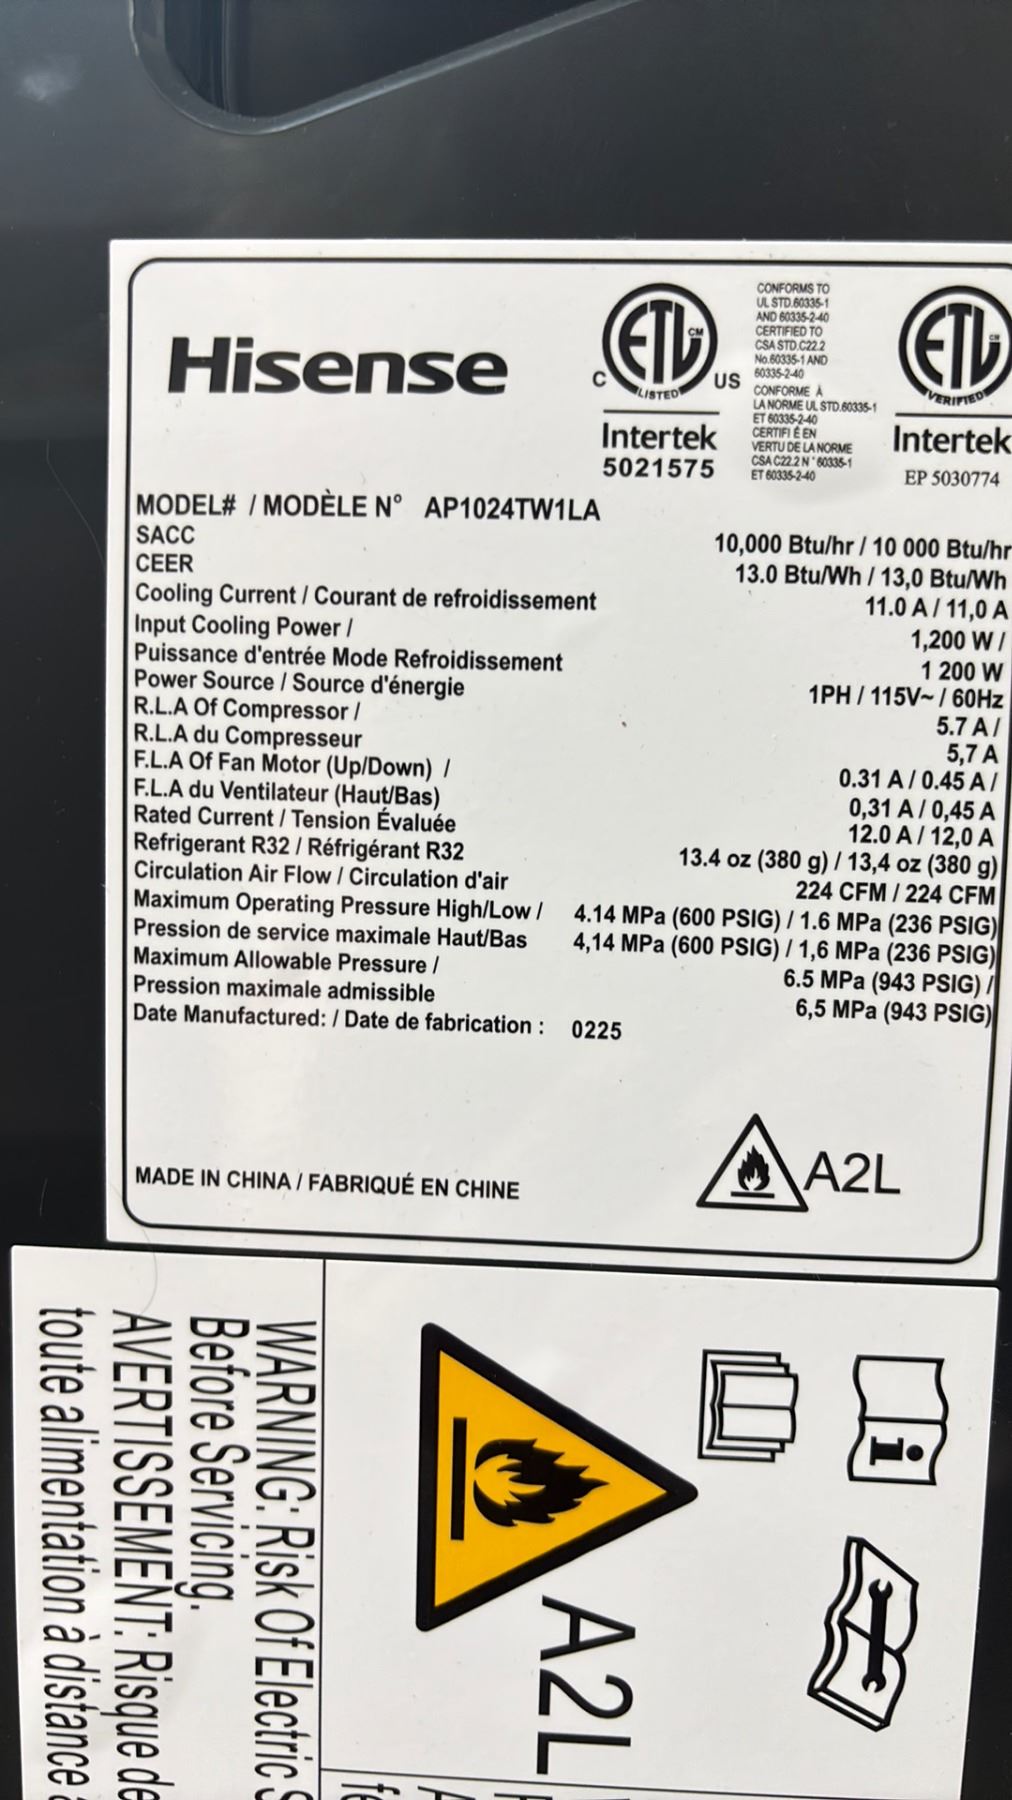 Hisense
ETL CM
LISTED
C US
Intertek
5021575
CONFORMS TO
UL STD.60335-1
AND 60335-2-40
CERTIFIED TO
CSA STD.C22.2
No.60335-1 AND
60335-2-40
CONFORME À
LA NORME UL STD.60335-1
ET 60335-2-40
CERTIFI É EN
VERTU DE LA NORME
CSA C22.2 N° 60335-1
ET 60335-2-40
ETL CM
VERIFIED
Intertek
EP 5030774
MODEL# / MODÈLE N° AP1024TW1LA
SACC 10,000 Btu/hr / 10 000 Btu/hr
CEER 13.0 Btu/Wh / 13,0 Btu/Wh
Cooling Current / Courant de refroidissement 11.0 A / 11,0 A
Input Cooling Power / 1,200 W /
Puissance d'entrée Mode Refroidissement 1 200 W
Power Source / Source d'énergie 1PH / 115V~ / 60Hz
R.L.A Of Compressor / 5.7 A /
R.L.A du Compresseur 5,7 A
F.L.A Of Fan Motor (Up/Down) / 0.31 A / 0.45 A /
F.L.A du Ventilateur (Haut/Bas) 0,31 A / 0,45 A
Rated Current / Tension Évaluée 12.0 A / 12,0 A
Refrigerant R32 / Réfrigérant R32 13.4 oz (380 g) / 13,4 oz (380 g)
Circulation Air Flow / Circulation d'air 224 CFM / 224 CFM
Maximum Operating Pressure High/Low / 4.14 MPa (600 PSIG) / 1.6 MPa (236 PSIG)
Pression de service maximale Haut/Bas 4,14 MPa (600 PSIG) / 1,6 MPa (236 PSIG)
Maximum Allowable Pressure / 6.5 MPa (943 PSIG) /
Pression maximale admissible 6,5 MPa (943 PSIG)
Date Manufactured: / Date de fabrication : 0225
MADE IN CHINA / FABRIQUÉ EN CHINE
A2L
A2L
WARNING: Risk Of Electric
Before Servicing.
AVERTISSEMENT: Risque de
toute alimentation à distance